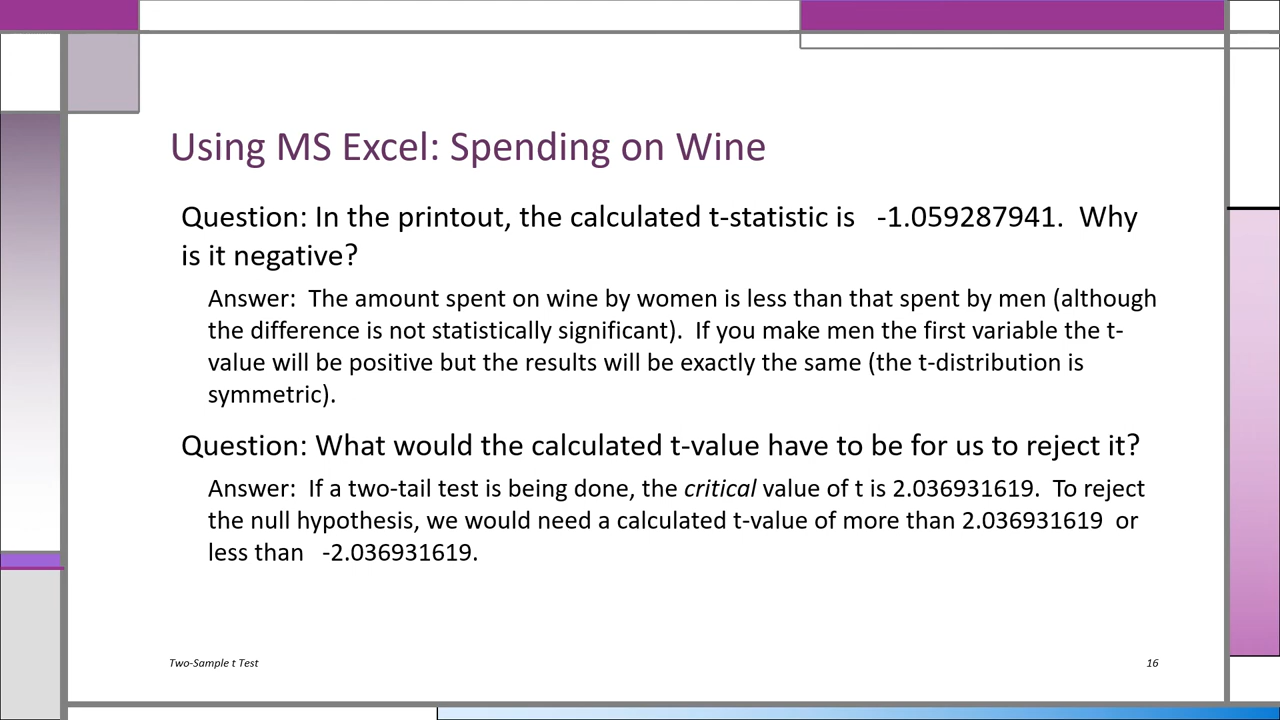 Using MS Excel: Spending on Wine
Question: In the printout, the calculated t-statistic is -1.059287941. Why
is it negative?
Answer: The amount spent on wine by women is less than that spent by men (although
the difference is not statistically significant). If you make men the first variable the t-
value will be positive but the results will be exactly the same (the t-distribution is
symmetric).
Question: What would the calculated t-value have to be for us to reject it?
Answer: If a two-tail test is being done, the critical value of t is 2.036931619. To reject
the null hypothesis, we would need a calculated t-value of more than 2.036931619 or
less than -2.036931619.
Two-Sample t Test
16